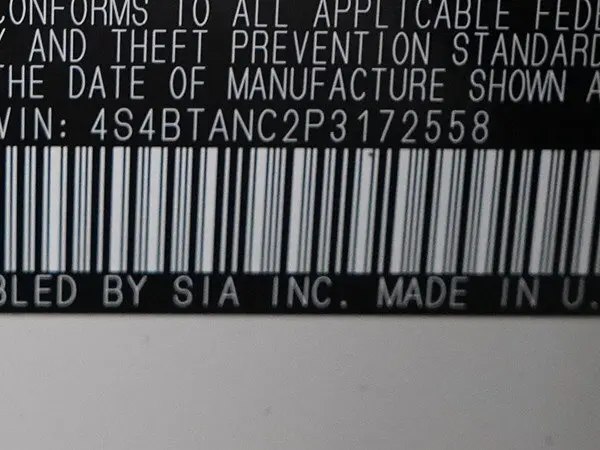 CONFORMS TO ALL APPLICABLE FEDE
Y AND THEFT PREVENTION STANDARD
THE DATE OF MANUFACTURE SHOWN A
VIN: 4S4BTANC2P3172558
BLED BY SIA INC. MADE IN U.